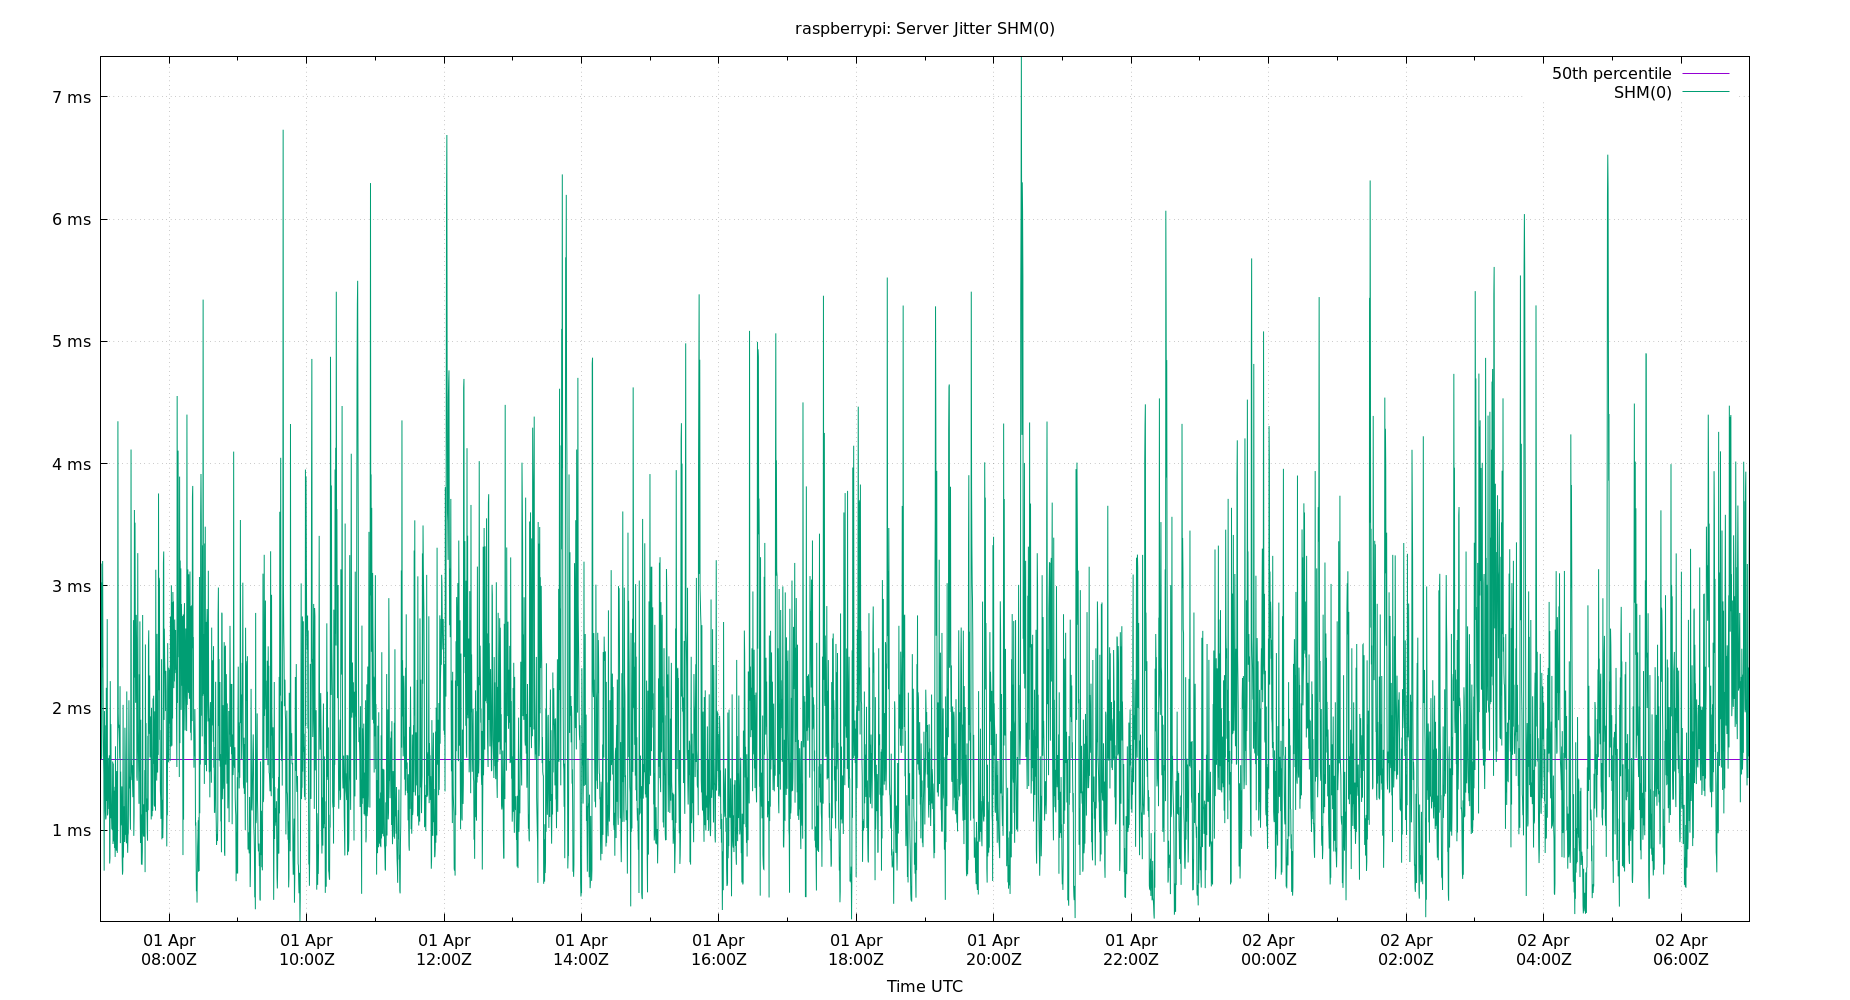 raspberrypi: Server Jitter SHM(0)
50th percentile
SHM(0)
7 ms
6 ms
5 ms
4 ms
3 ms
2 ms
1 ms
01 Apr 01 Apr 01 Apr 01 Apr 01 Apr 01 Apr 01 Apr 01 Apr 02 Apr 02 Apr 02 Apr 02 Apr
08:00Z 10:00Z 12:00Z 14:00Z 16:00Z 18:00Z 20:00Z 22:00Z 00:00Z 02:00Z 04:00Z 06:00Z
Time UTC